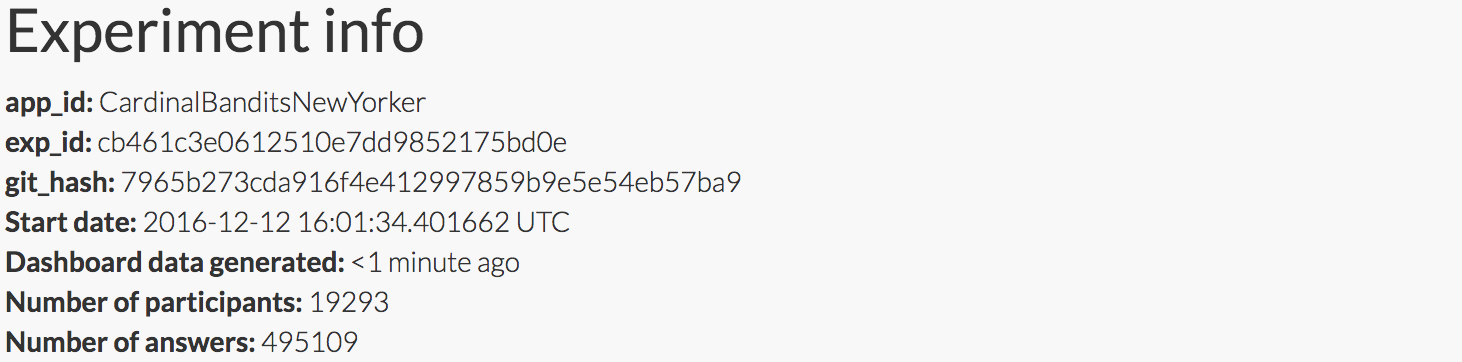 Experiment info
app_id: CardinalBanditsNewYorker
exp_id: cb461c3e0612510e7dd9852175bd0e
git_hash: 7965b273cda916f4e412997859b9e5e54eb57ba9
Start date: 2016-12-12 16:01:34.401662 UTC
Dashboard data generated: <1 minute ago
Number of participants: 19293
Number of answers: 495109